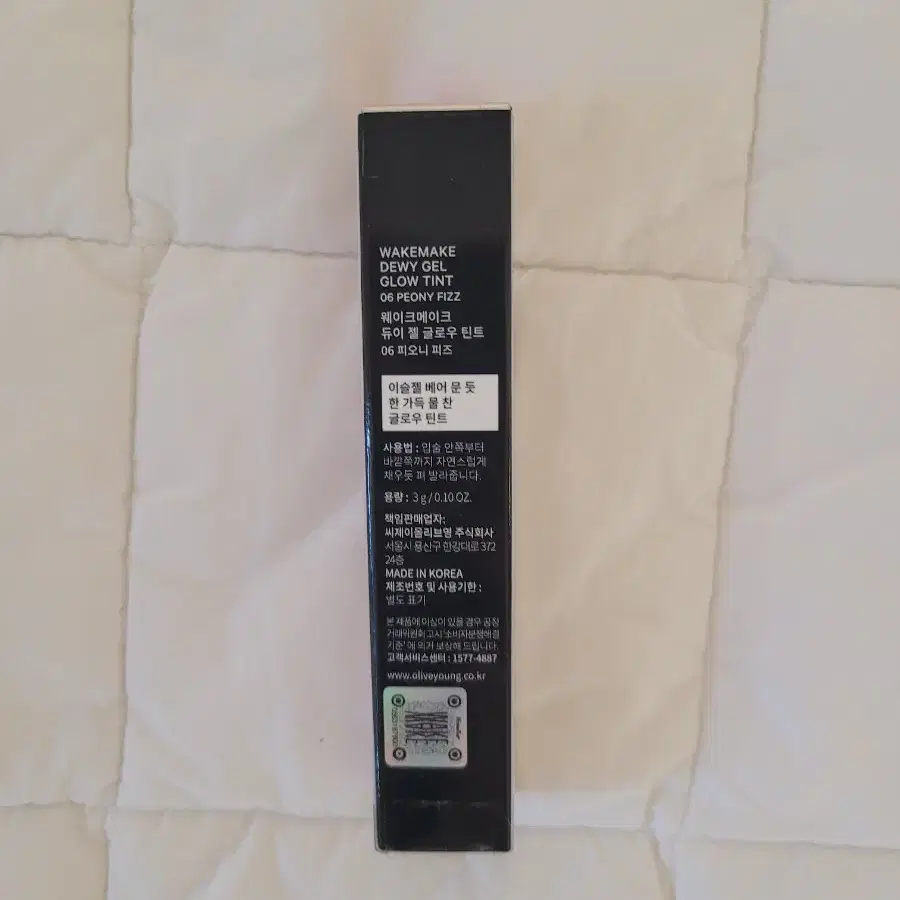 WAKEMAKE
DEWY GEL
GLOW TINT
06 PEONY FIZZ
웨이크메이크
듀이 젤 글로우 틴트
06 피오니 피즈
이슬젤 베어 문 듯
한 가득 물 찬
글로우 틴트
사용법 : 입술 안쪽부터
바깥쪽까지 자연스럽게
채우듯 펴 발라줍니다.
용량 : 3 g / 0.10 OZ.
책임판매업자:
씨제이올리브영 주식회사
서울시 용산구 한강대로 372
24층
MADE IN KOREA
제조번호 및 사용기한 :
별도 표기
본 제품에 이상이 있을 경우 공정
거래위원회 고시 '소비자분쟁해결
기준' 에 의거 보상해 드립니다.
고객서비스센터 : 1577-4887
www.oliveyoung.co.kr